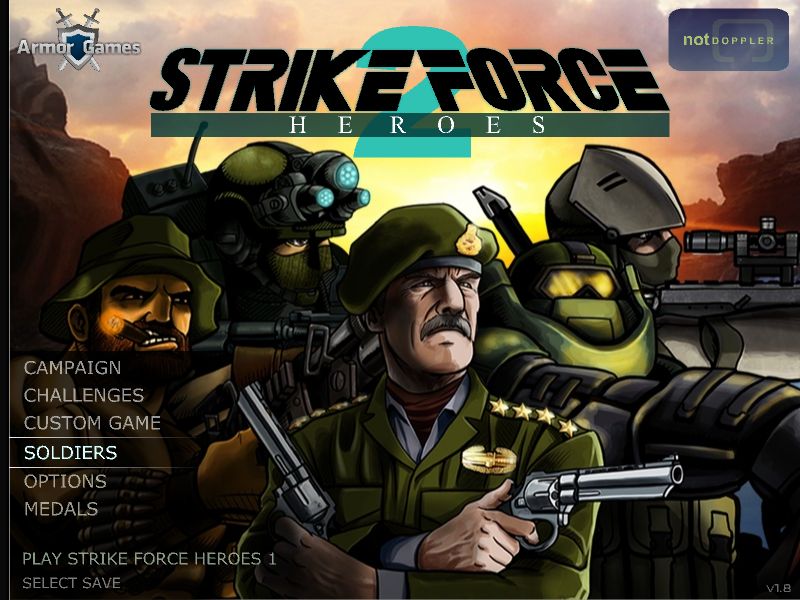 Armor Games
notDOPPLER
STRIKE FORCE
2
HEROES
CAMPAIGN
CHALLENGES
CUSTOM GAME
SOLDIERS
OPTIONS
MEDALS
PLAY STRIKE FORCE HEROES 1
SELECT SAVE
v1.8